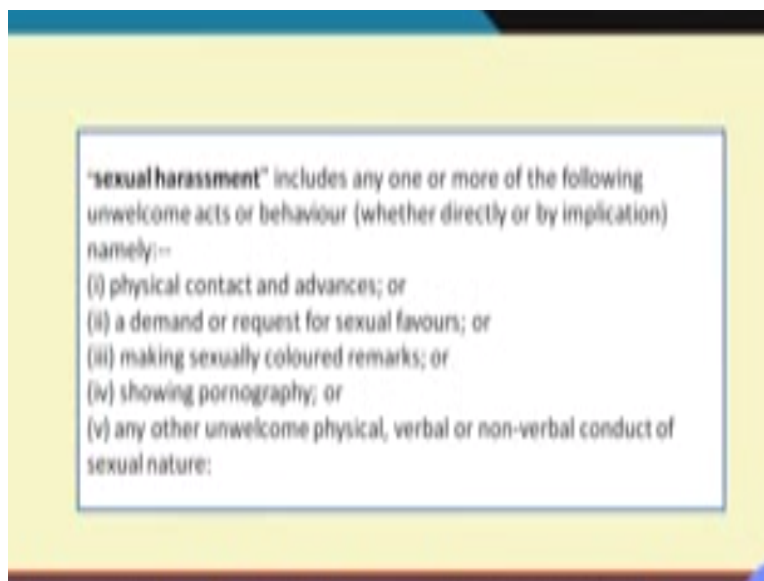 "sexual harassment" includes any one or more of the following
unwelcome acts or behaviour (whether directly or by implication)
namely:--
(i) physical contact and advances; or
(ii) a demand or request for sexual favours; or
(iii) making sexually coloured remarks; or
(iv) showing pornography; or
(v) any other unwelcome physical, verbal or non-verbal conduct of
sexual nature;